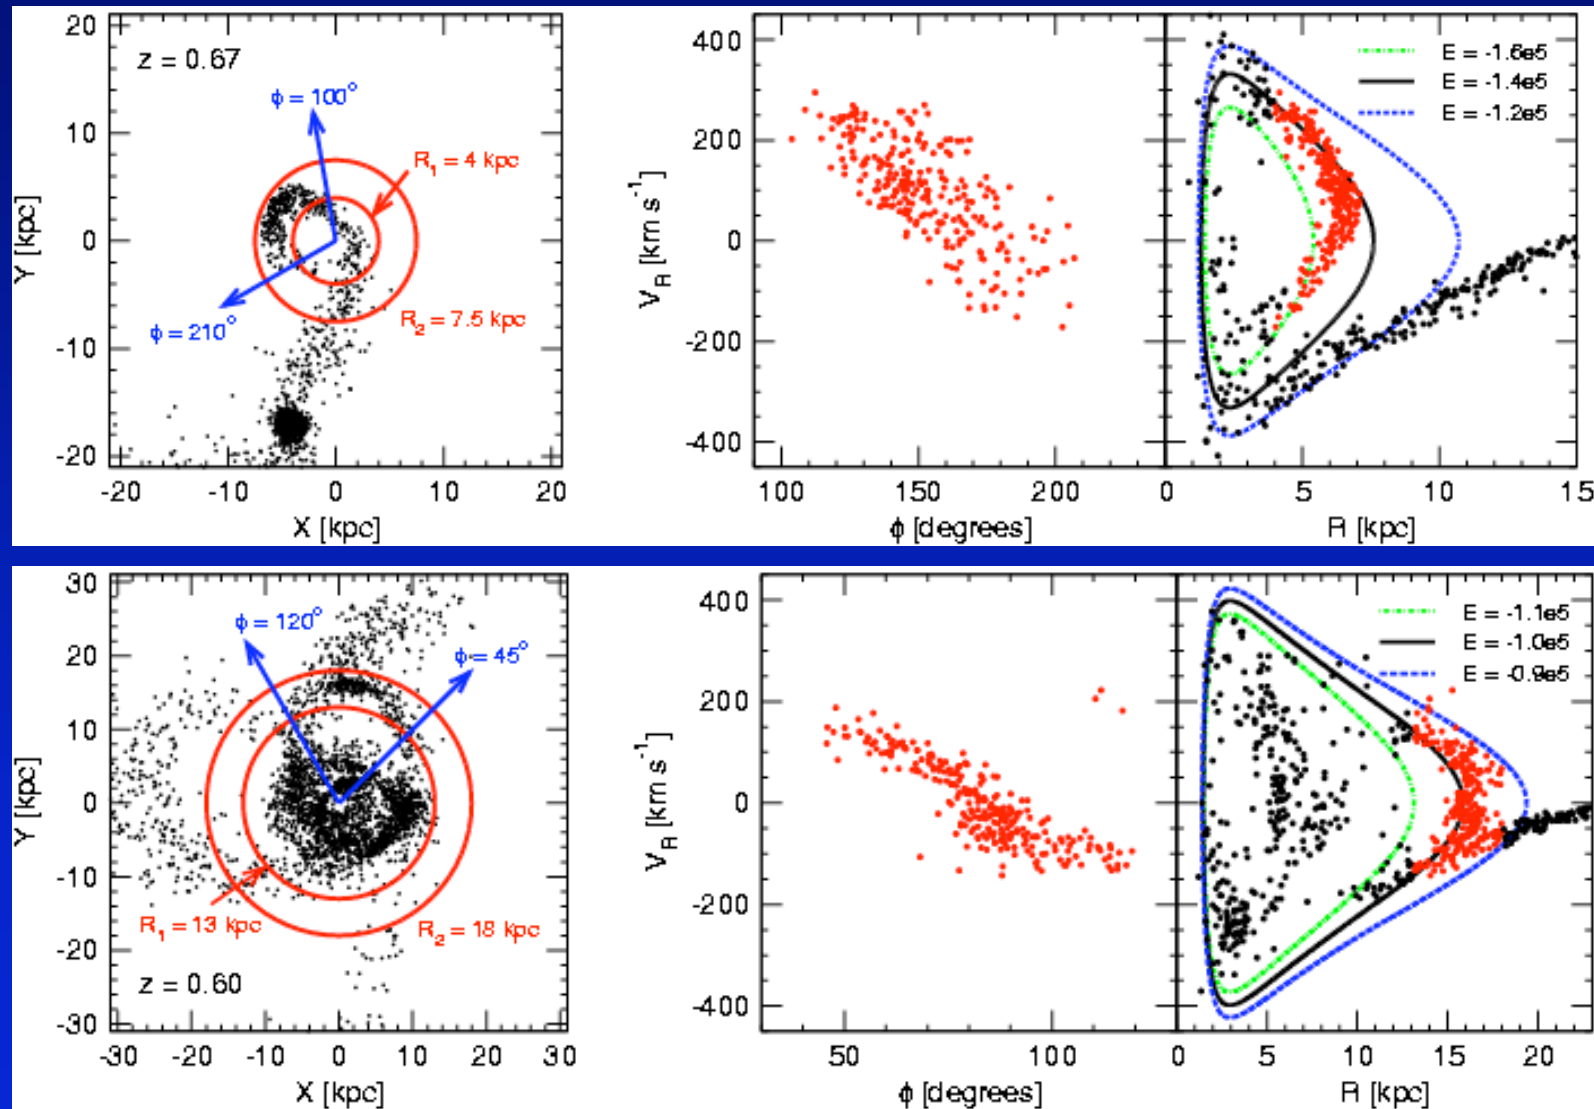 z = 0.67
ϕ = 100°
R₁ = 4 kpc
ϕ = 210°
R₂ = 7.5 kpc
20
10
0
-10
-20
Y [kpc]
-20 -10 0 10 20
X [kpc]
400
200
0
-200
-400
V_R [km s⁻¹]
100 150 200
ϕ [degrees]
E = -1.6e5
E = -1.4e5
E = -1.2e5
0 5 10 15
R [kpc]
30
20
10
0
-10
-20
-30
Y [kpc]
ϕ = 120°
ϕ = 45°
R₁ = 13 kpc
R₂ = 18 kpc
z = 0.60
-30 -20 -10 0 10 20 30
X [kpc]
400
200
0
-200
-400
V_R [km s⁻¹]
50 100
ϕ [degrees]
E = -1.1e5
E = -1.0e5
E = -0.9e5
0 5 10 15 20
R [kpc]